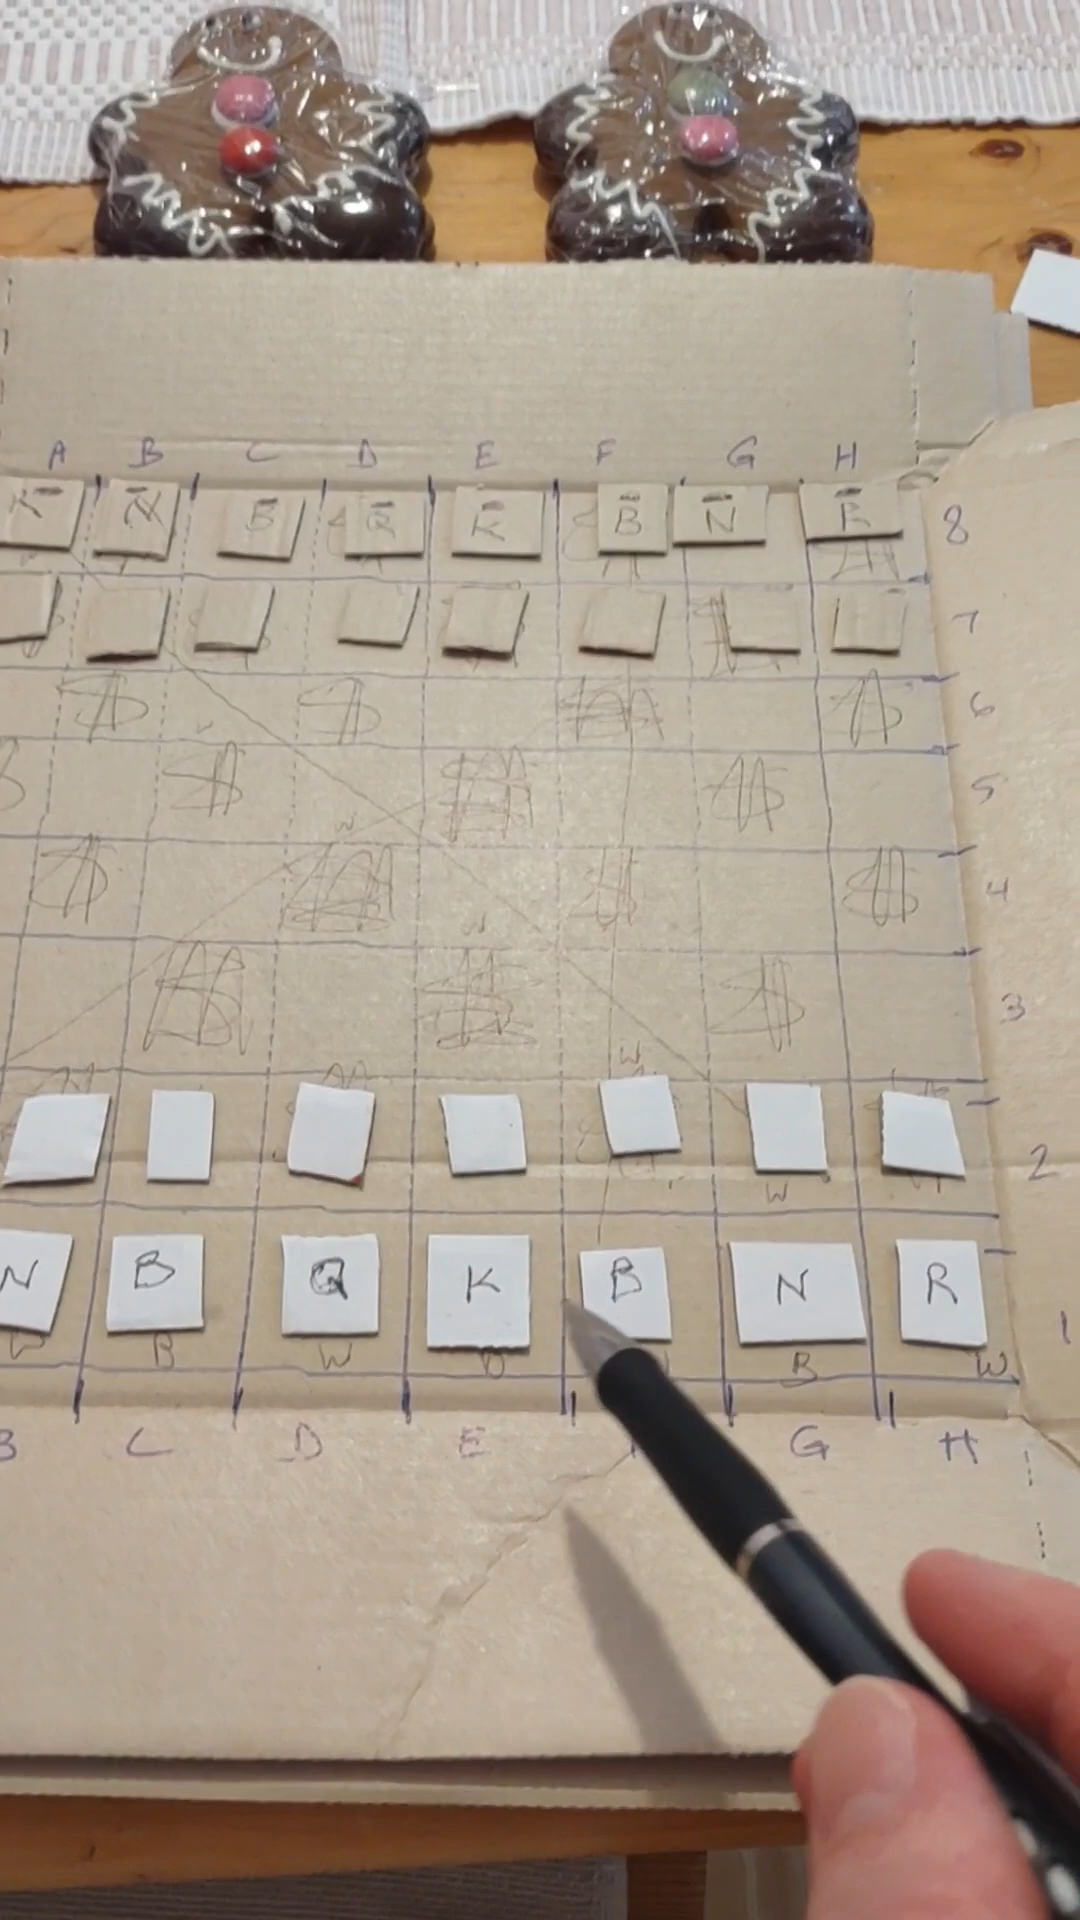 A B C D E F G H
R N B Q K B N R 8
7
6
W 5
W 4
W 3
W 2
W
N B Q K B N R 1
W B W B B W
B C D E G H